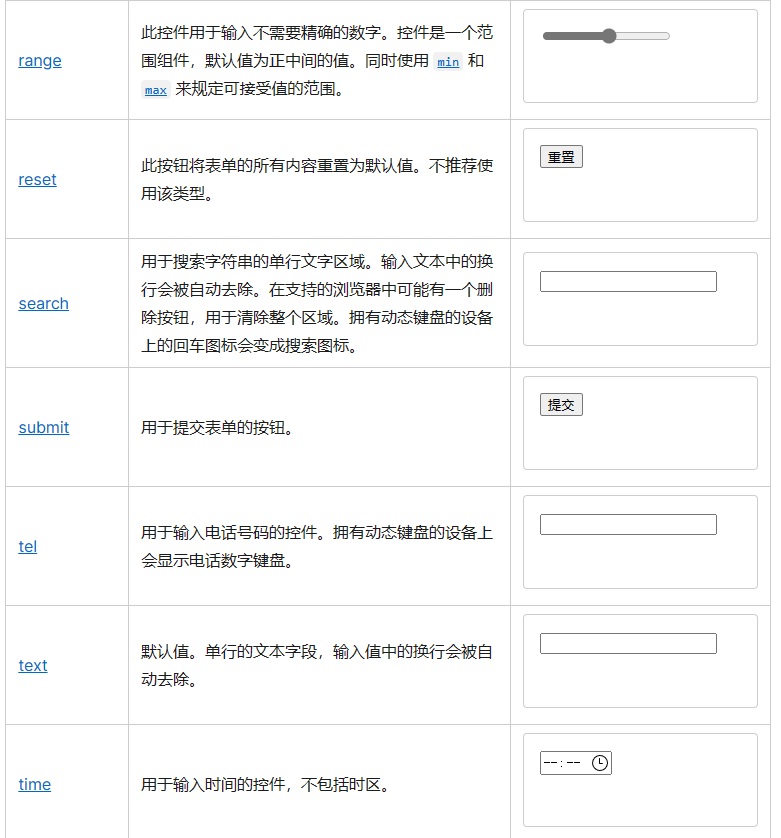 range
此控件用于输入不需要精确的数字。控件是一个范
围组件，默认值为正中间的值。同时使用 min 和
max 来规定可接受值的范围。
reset
此按钮将表单的所有内容重置为默认值。不推荐使
用该类型。
重置
search
用于搜索字符串的单行文字区域。输入文本中的换
行会被自动去除。在支持的浏览器中可能有一个删
除按钮，用于清除整个区域。拥有动态键盘的设备
上的回车图标会变成搜索图标。
submit
用于提交表单的按钮。
提交
tel
用于输入电话号码的控件。拥有动态键盘的设备上
会显示电话数字键盘。
text
默认值。单行的文本字段，输入值中的换行会被自
动去除。
time
用于输入时间的控件，不包括时区。
--:--